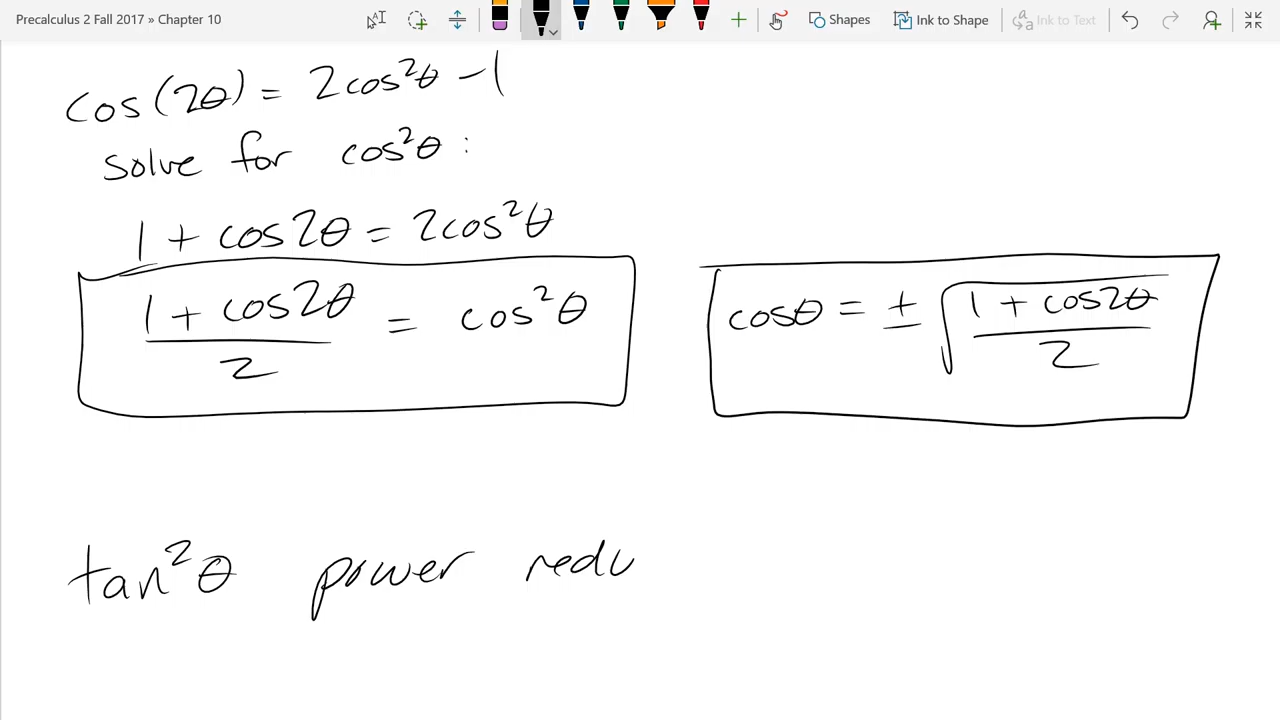 Precalculus 2 Fall 2017 » Chapter 10
Shapes Ink to Shape Ink to Text
cos(2θ) = 2cos²θ - 1
solve for cos²θ :
1 + cos2θ = 2cos²θ
(1 + cos2θ)/2 = cos²θ
cosθ = ± √((1 + cos2θ)/2)
tan²θ power redu